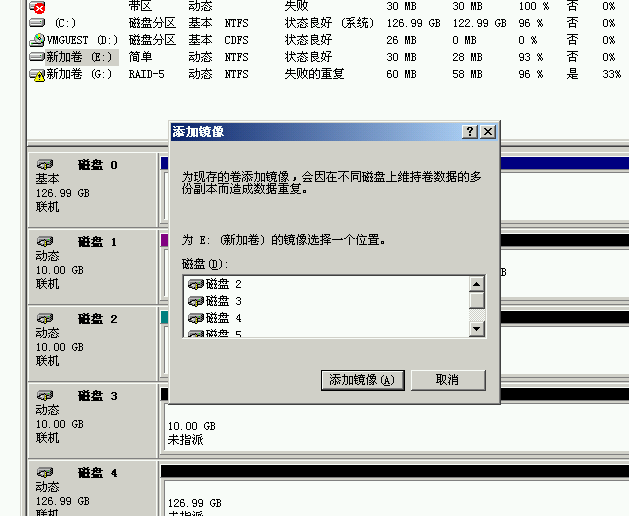 带区 动态 失败 30 MB 30 MB 100 % 否 0%
(C:) 磁盘分区 基本 NTFS 状态良好 (系统) 126.99 GB 122.99 GB 96 % 否 0%
VMGUEST (D:) 磁盘分区 基本 CDFS 状态良好 26 MB 0 MB 0 % 否 0%
新加卷 (E:) 简单 动态 NTFS 状态良好 30 MB 28 MB 93 % 否 0%
新加卷 (G:) RAID-5 动态 NTFS 失败的重复 60 MB 58 MB 96 % 是 33%
添加镜像
为现存的卷添加镜像,会因在不同磁盘上维持卷数据的多
份副本而造成数据重复。
为 E: (新加卷) 的镜像选择一个位置。
磁盘(D):
磁盘 2
磁盘 3
磁盘 4
磁盘 5
添加镜像(A) 取消
磁盘 0
基本
126.99 GB
联机
磁盘 1
动态
10.00 GB
联机
B
磁盘 2
动态
10.00 GB
联机
磁盘 3
动态
10.00 GB
联机
10.00 GB
未指派
磁盘 4
动态
126.99 GB
联机
126.99 GB
未指派